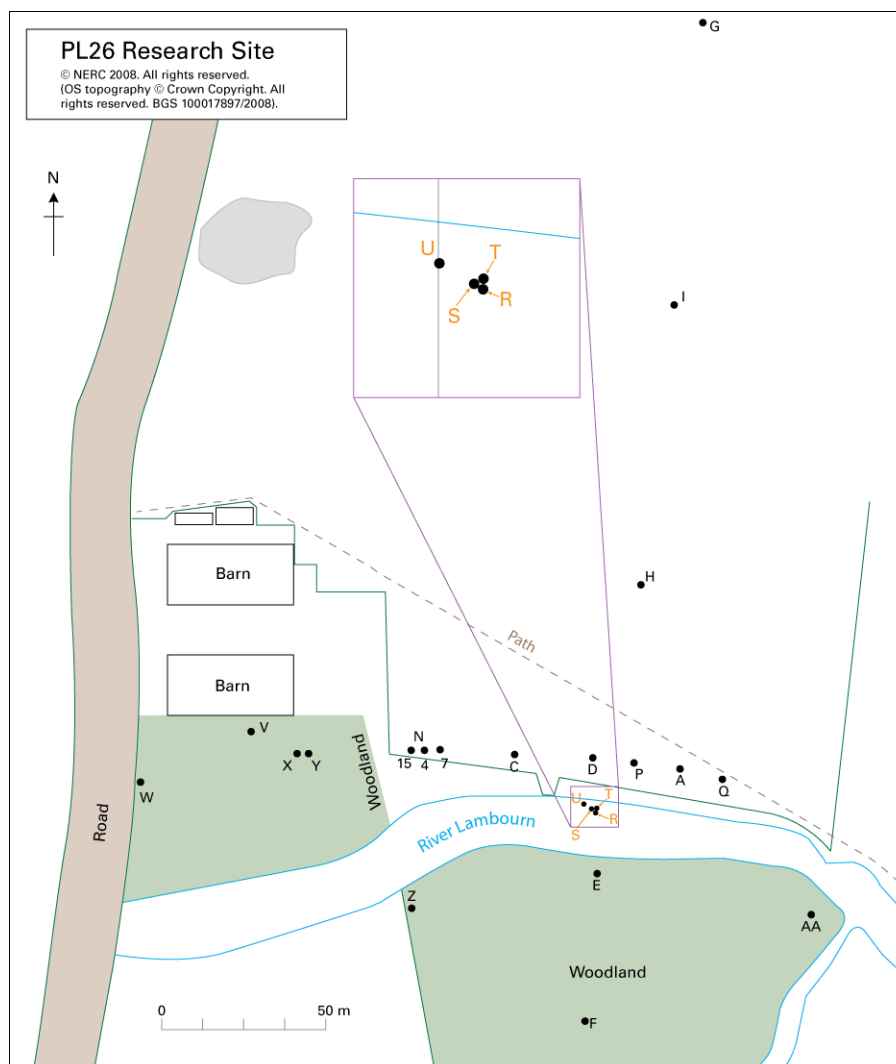 PL26 Research Site
© NERC 2008. All rights reserved.
(OS topography © Crown Copyright. All
rights reserved. BGS 100017897/2008).
G
N
U
T
S
R
I
Barn
H
Path
Barn
V
X Y
W
Woodland
N
15 4 7
C
D
P
A
Q
Road
River Lambourn
U
T
R
S
E
Z
AA
Woodland
0 50 m
F